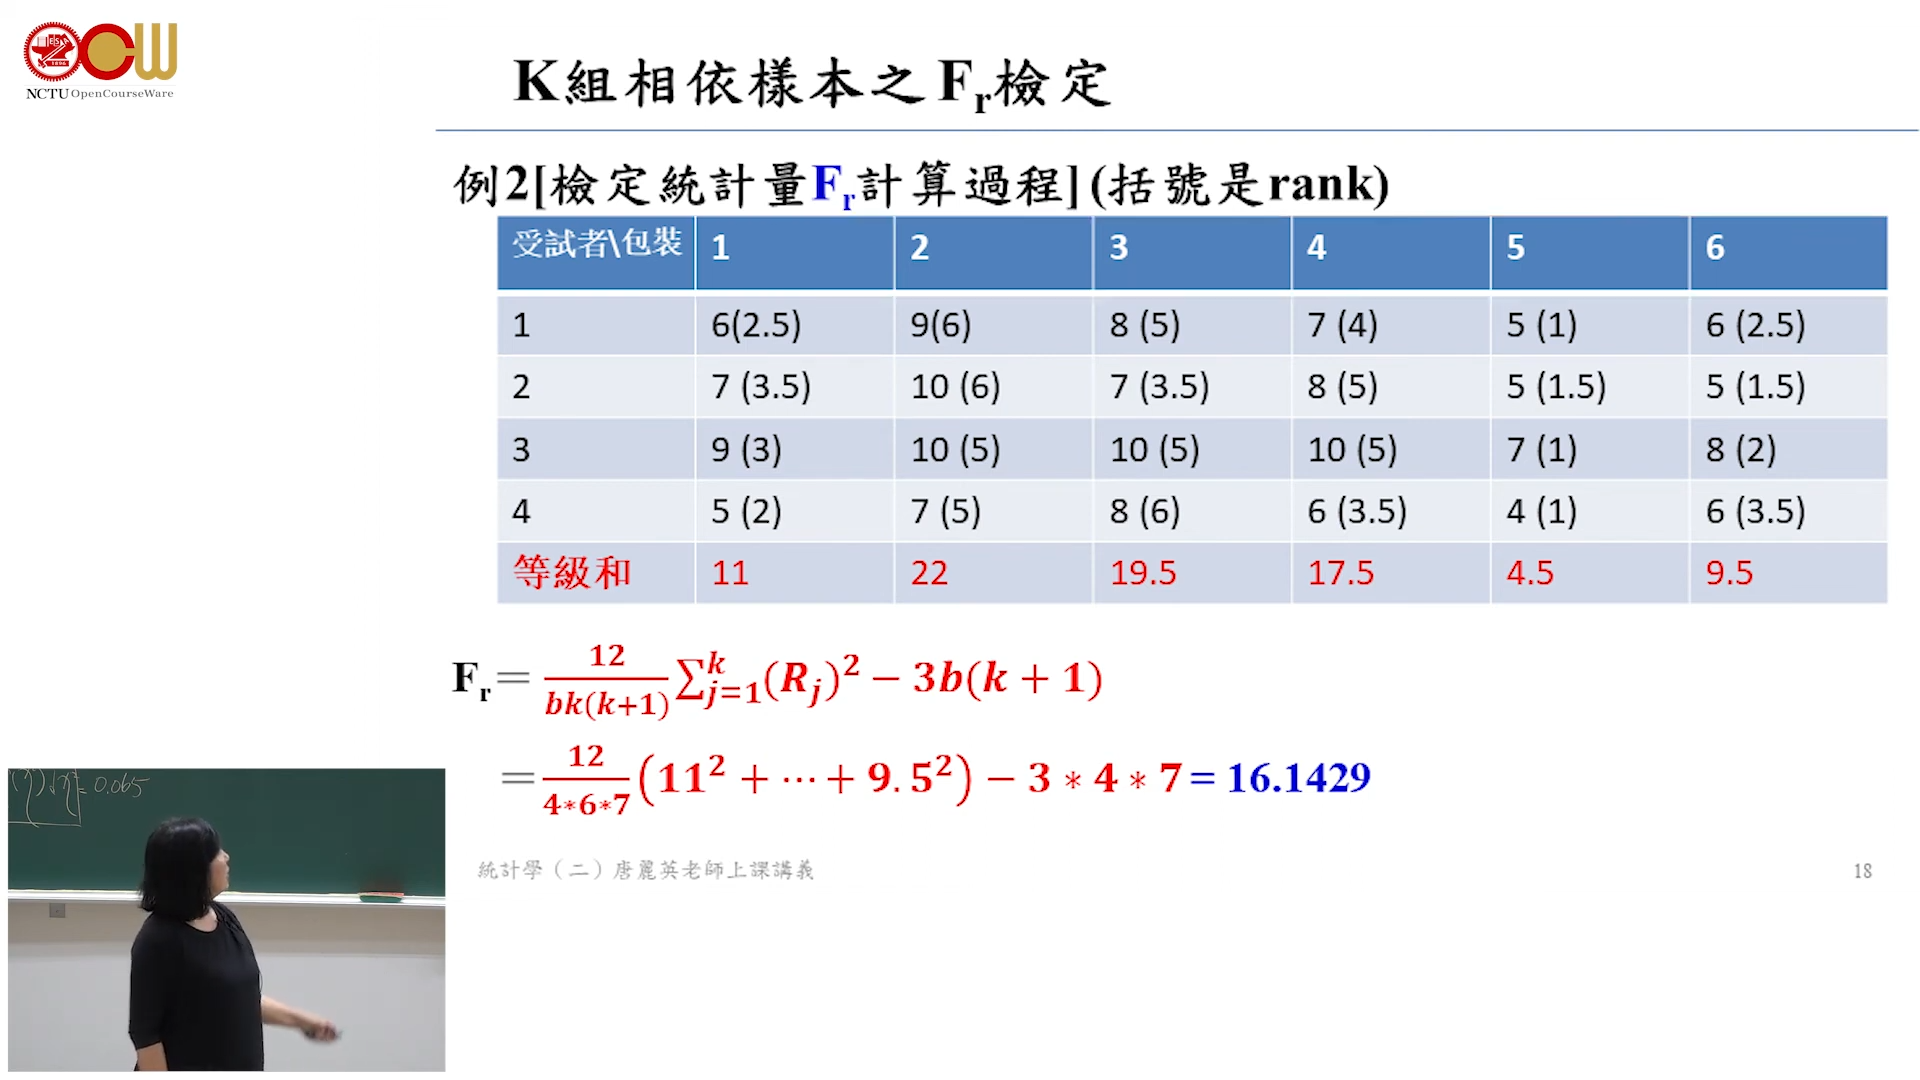 NCTU OpenCourseWare
K組相依樣本之Fr檢定
例2[檢定統計量Fr計算過程](括號是rank)
受試者\包裝 1 2 3 4 5 6
1 6(2.5) 9(6) 8 (5) 7 (4) 5 (1) 6 (2.5)
2 7 (3.5) 10 (6) 7 (3.5) 8 (5) 5 (1.5) 5 (1.5)
3 9 (3) 10 (5) 10 (5) 10 (5) 7 (1) 8 (2)
4 5 (2) 7 (5) 8 (6) 6 (3.5) 4 (1) 6 (3.5)
等級和 11 22 19.5 17.5 4.5 9.5
Fr= 12/bk(k+1) ∑_{j=1}^{k}(R_j)^2 − 3b(k + 1)
= 12/4*6*7 (11^2 + ⋯ + 9.5^2) − 3 * 4 * 7 = 16.1429
= 0.065
統計學（二）唐麗英老師上課講義
18